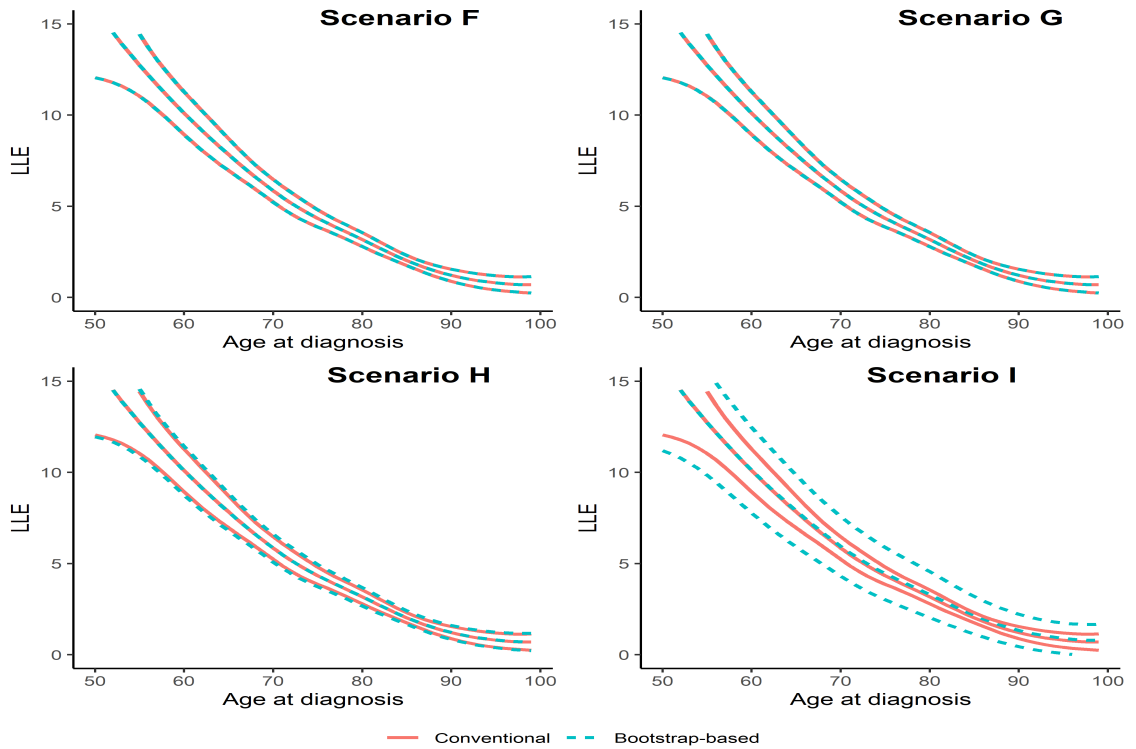 Scenario F
15
10
5
0
LLE
50 60 70 80 90 100
Age at diagnosis
Scenario G
15
10
5
0
LLE
50 60 70 80 90 100
Age at diagnosis
Scenario H
15
10
5
0
LLE
50 60 70 80 90 100
Age at diagnosis
Scenario I
15
10
5
0
LLE
50 60 70 80 90 100
Age at diagnosis
Conventional Bootstrap-based